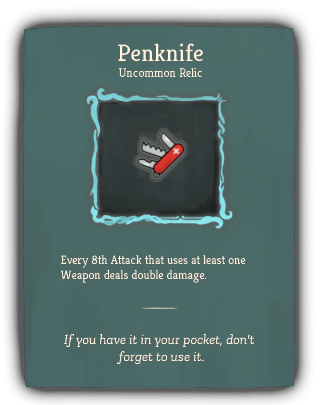 Penknife
Uncommon Relic
Every 8th Attack that uses at least one
Weapon deals double damage.
If you have it in your pocket, don't
forget to use it.